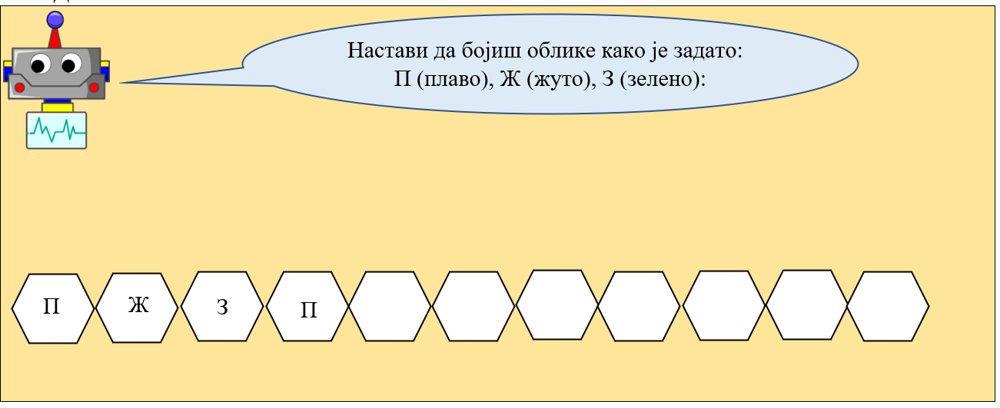 Настави да бојиш облике како је задато:
П (плаво), Ж (жуто), З (зелено):
П Ж З П